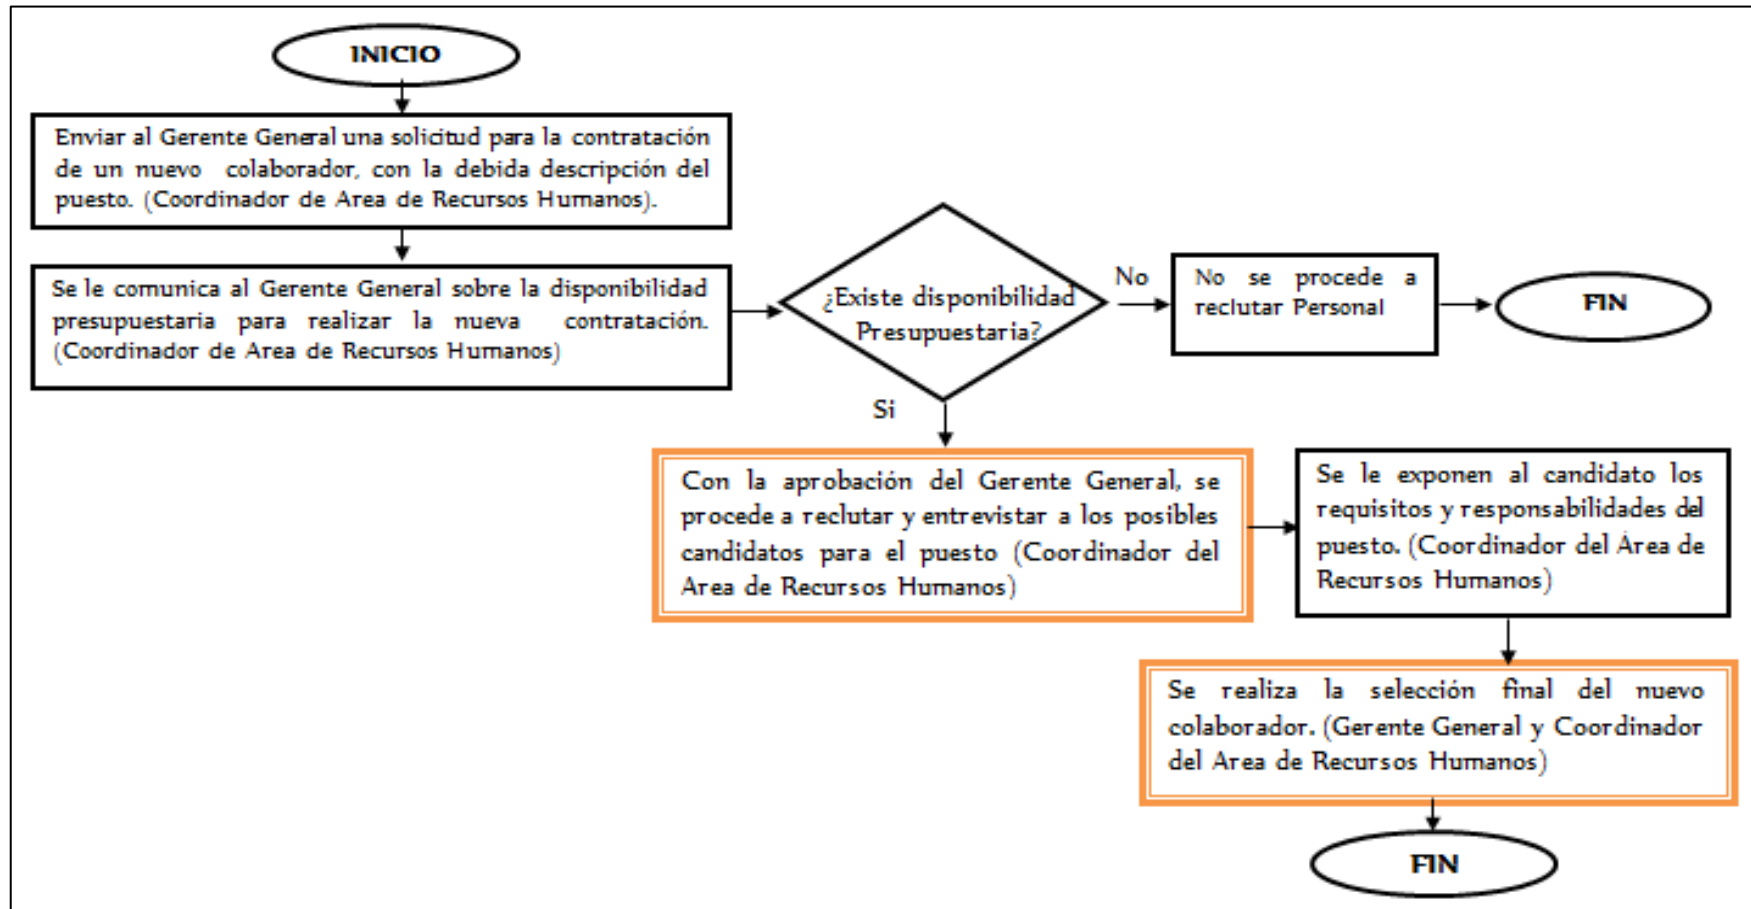 INICIO
Enviar al Gerente General una solicitud para la contratación
de un nuevo colaborador, con la debida descripción del
puesto. (Coordinador de Area de Recursos Humanos).
Se le comunica al Gerente General sobre la disponibilidad
presupuestaria para realizar la nueva contratación.
(Coordinador de Area de Recursos Humanos)
¿Existe disponibilidad
Presupuestaria?
No
No se procede a
reclutar Personal
FIN
Si
Con la aprobación del Gerente General, se
procede a reclutar y entrevistar a los posibles
candidatos para el puesto (Coordinador del
Area de Recursos Humanos)
Se le exponen al candidato los
requisitos y responsabilidades del
puesto. (Coordinador del Área de
Recursos Humanos)
Se realiza la selección final del nuevo
colaborador. (Gerente General y Coordinador
del Area de Recursos Humanos)
FIN